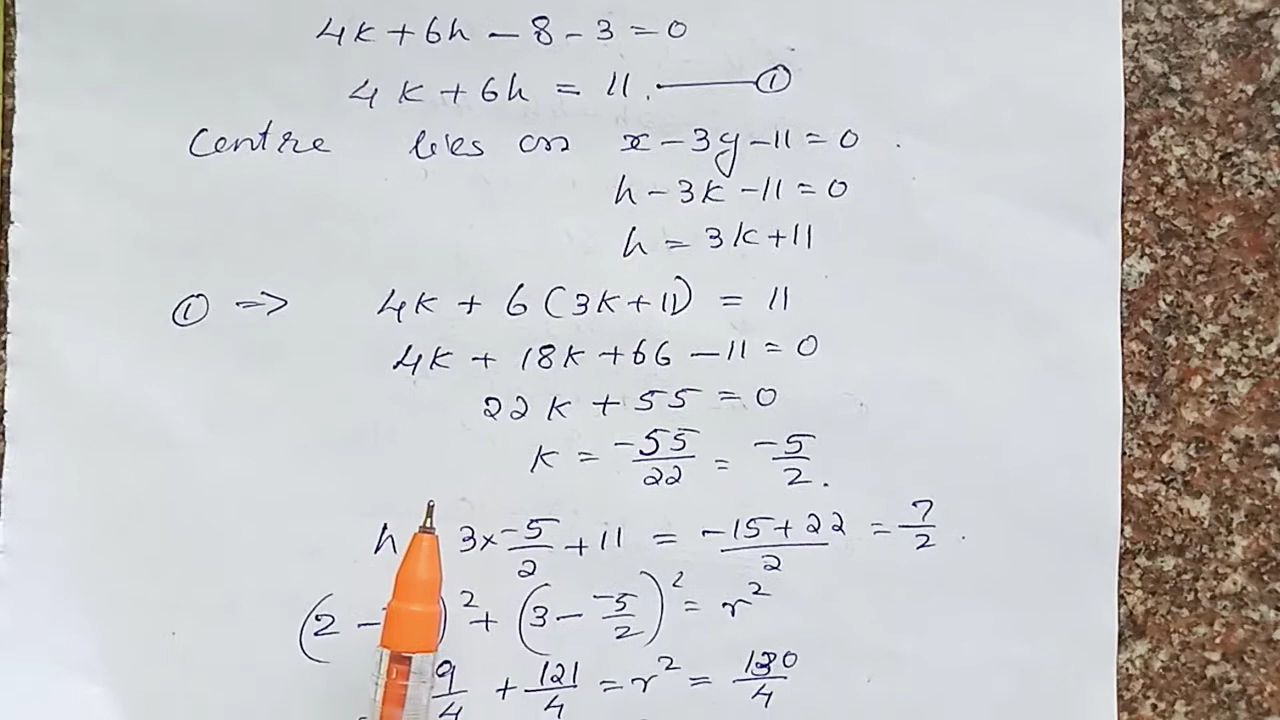 4k + 6h - 8 - 3 = 0
4k + 6h = 11. ——— ①
Centre lies on x - 3y - 11 = 0.
h - 3k - 11 = 0
h = 3k + 11
① => 4k + 6(3k + 11) = 11
4k + 18k + 66 - 11 = 0
22k + 55 = 0
k = -55/22 = -5/2.
h 3 × -5/2 + 11 = (-15 + 22)/2 = 7/2.
(2 - )² + (3 - -5/2)² = r²
9/4 + 121/4 = r² = 130/4